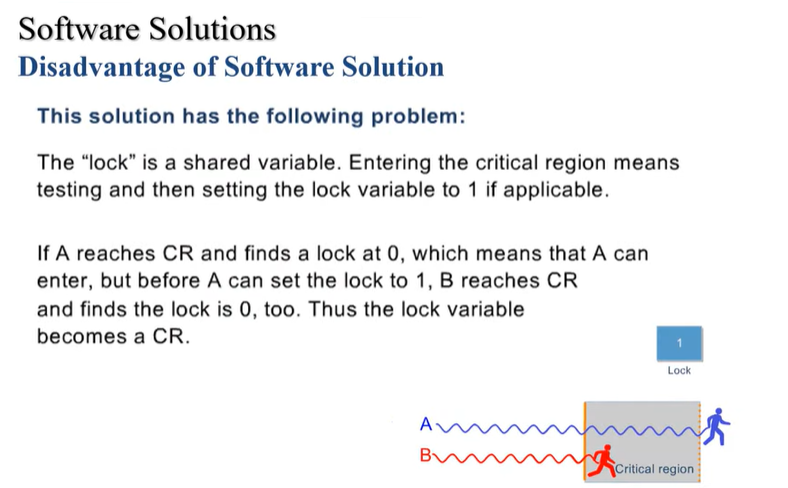 Software Solutions
Disadvantage of Software Solution
This solution has the following problem:
The “lock” is a shared variable. Entering the critical region means
testing and then setting the lock variable to 1 if applicable.
If A reaches CR and finds a lock at 0, which means that A can
enter, but before A can set the lock to 1, B reaches CR
and finds the lock is 0, too. Thus the lock variable
becomes a CR.
1
Lock
A
B
Critical region